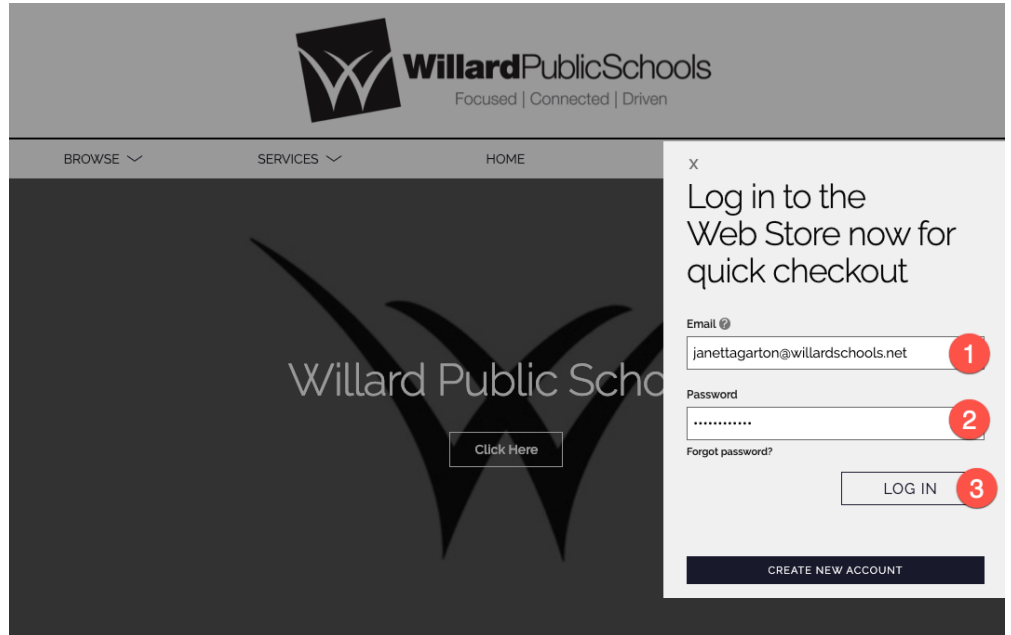 WillardPublicSchools
Focused | Connected | Driven
BROWSE
SERVICES
HOME
X
Log in to the
Web Store now for
quick checkout
Email ?
janettagarton@willardschools.net
1
Password
••••••••••••
2
Forgot password?
LOG IN
3
CREATE NEW ACCOUNT
Willard Public Scho
Click Here